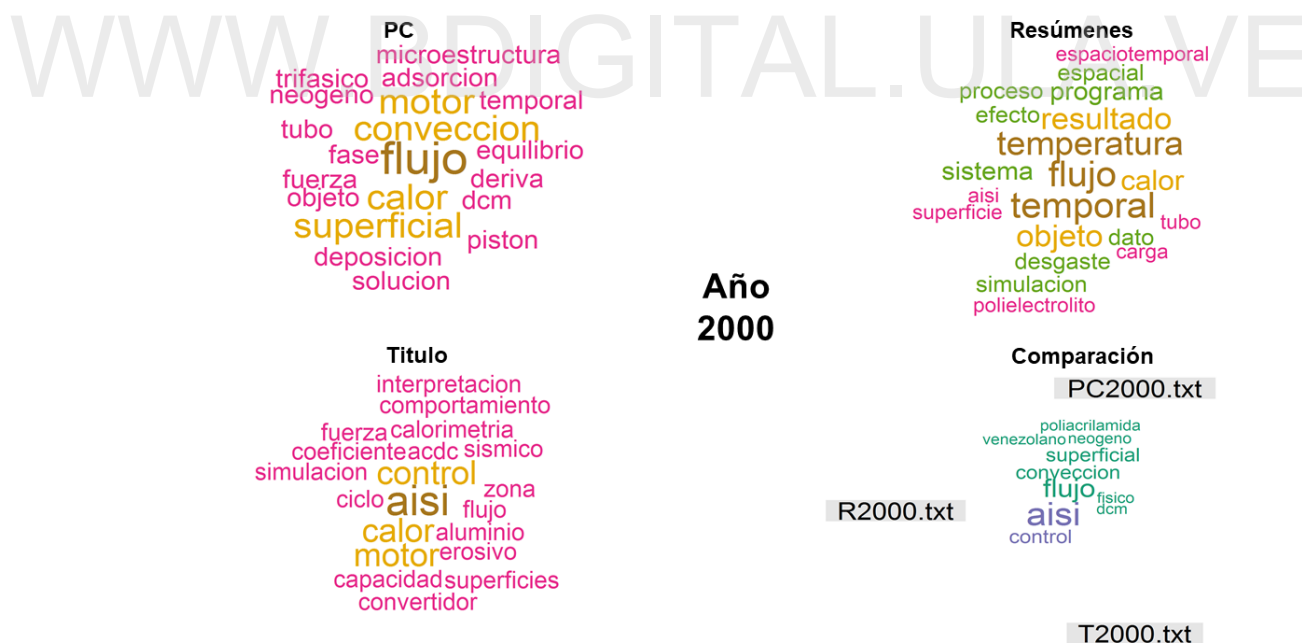 WWW.BDIGITAL.ULA.VE
PC
microestructura
trifasico adsorcion
neogeno motor temporal
tubo conveccion
fase flujo equilibrio
fuerza deriva
objeto calor dcm
superficial
piston
deposicion
solucion
Resúmenes
espaciotemporal
espacial
proceso programa
efecto resultado
temperatura
sistema flujo calor
aisi
superficie temporal tubo
objeto dato
desgaste carga
simulacion
polielectrolito
Año
2000
Titulo
interpretacion
comportamiento
fuerza calorimetria
coeficiente acdc sismico
simulacion control
ciclo aisi zona
flujo
calor aluminio
motor erosivo
capacidad superficies
convertidor
Comparación
PC2000.txt
poliacrilamida
venezolano neogeno
superficial
conveccion
flujo fisico
dcm
R2000.txt aisi
control
T2000.txt